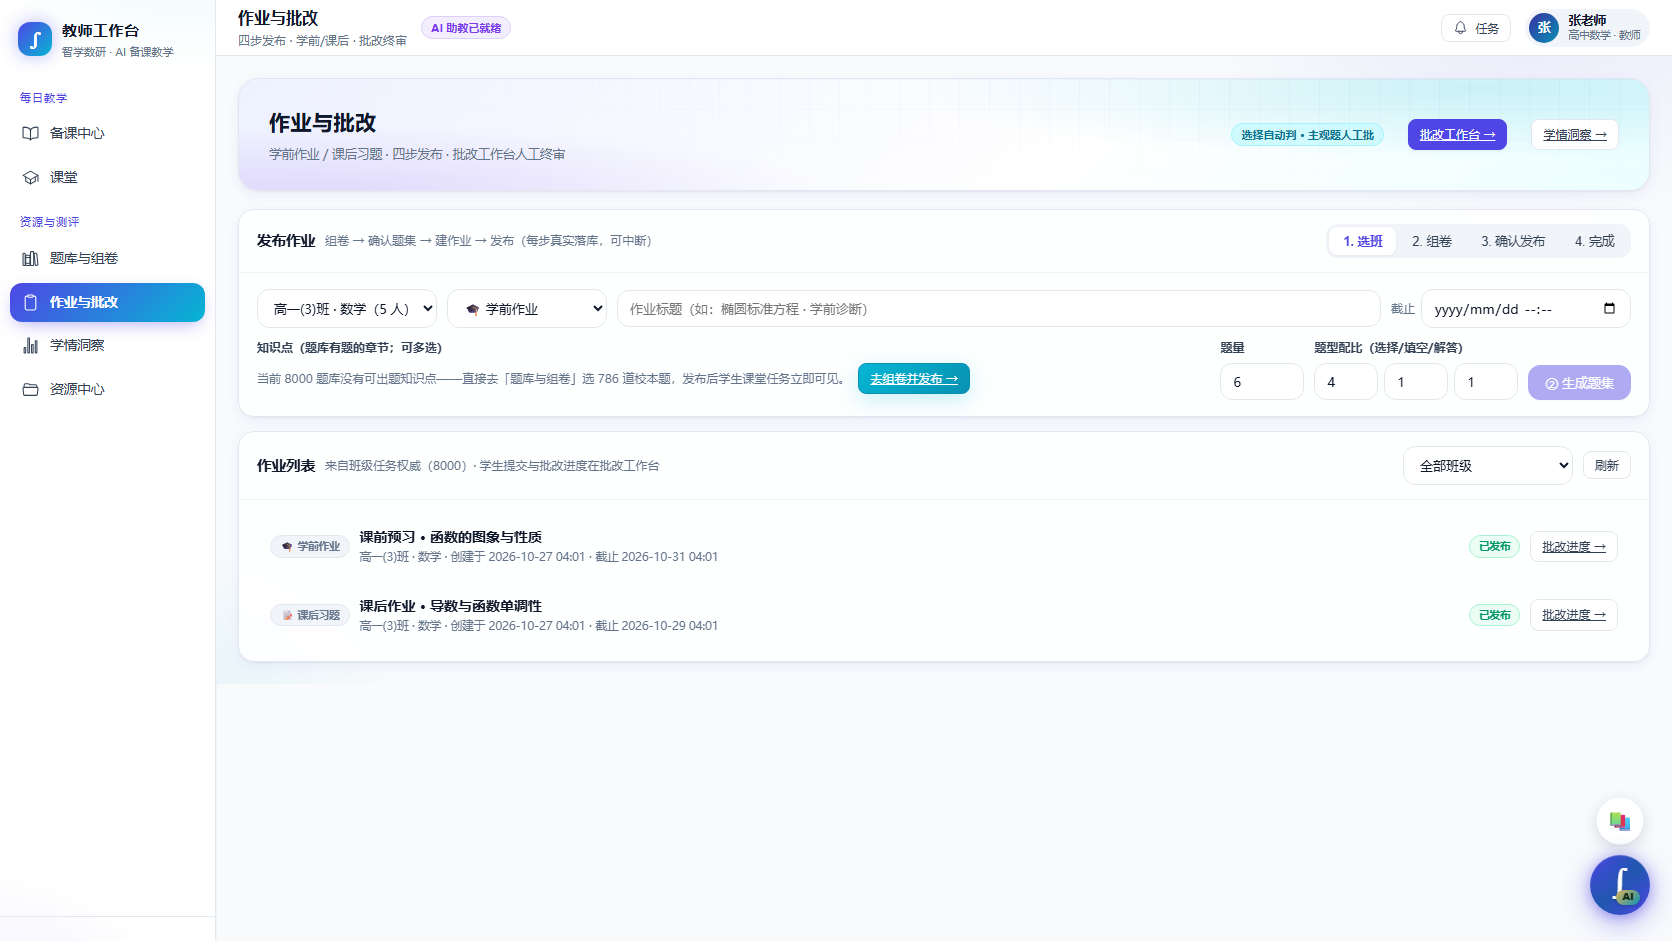 教师工作台
智学数研 · AI 备课教学
每日教学
备课中心
课堂
资源与测评
题库与组卷
作业与批改
学情洞察
资源中心
作业与批改
四步发布 · 学前/课后 · 批改终审
AI 助教已就绪
任务
张
张老师
高中数学 · 教师
作业与批改
学前作业 / 课后习题 · 四步发布 · 批改工作台人工终审
选择自动判 • 主观题人工批
批改工作台 →
学情洞察 →
发布作业 组卷 → 确认题集 → 建作业 → 发布（每步真实落库，可中断）
1. 选班
2. 组卷
3. 确认发布
4. 完成
高一(3)班 · 数学（5 人）
学前作业
作业标题（如：椭圆标准方程 · 学前诊断）
截止
yyyy/mm/dd --:--
知识点（题库有题的章节；可多选）
题量
题型配比（选择/填空/解答）
当前 8000 题库没有可出题知识点——直接去「题库与组卷」选 786 道校本题，发布后学生课堂任务立即可见。
去组卷并发布 →
6
4
1
1
② 生成题集
作业列表 来自班级任务权威（8000）· 学生提交与批改进度在批改工作台
全部班级
刷新
学前作业
课前预习 • 函数的图象与性质
高一(3)班 · 数学 · 创建于 2026-10-27 04:01 · 截止 2026-10-31 04:01
已发布
批改进度 →
课后习题
课后作业 • 导数与函数单调性
高一(3)班 · 数学 · 创建于 2026-10-27 04:01 · 截止 2026-10-29 04:01
已发布
批改进度 →
∫
AI